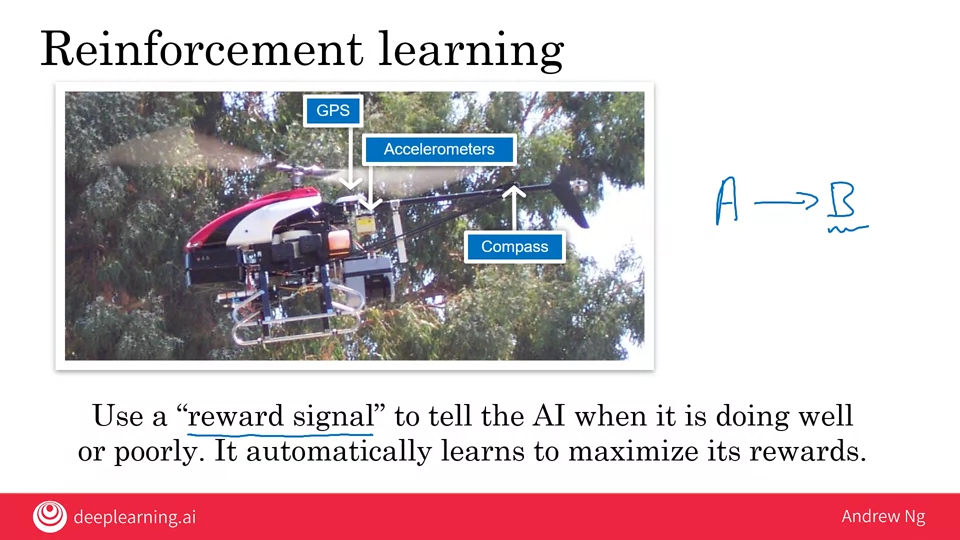 Reinforcement learning
GPS
Accelerometers
Compass
A → B
Use a “reward signal” to tell the AI when it is doing well
or poorly. It automatically learns to maximize its rewards.
deeplearning.ai
Andrew Ng